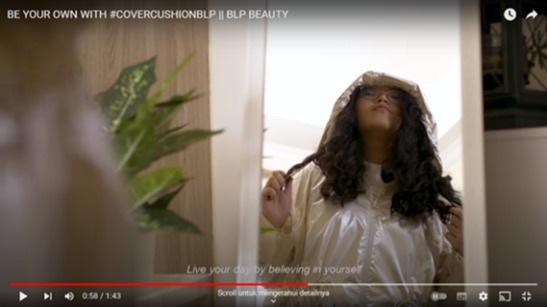 BE YOUR OWN WITH #COVERCUSHIONBLP || BLP BEAUTY
Live your day by believing in yourself
0:58 / 1:43
Scroll untuk mengetahui detailnya